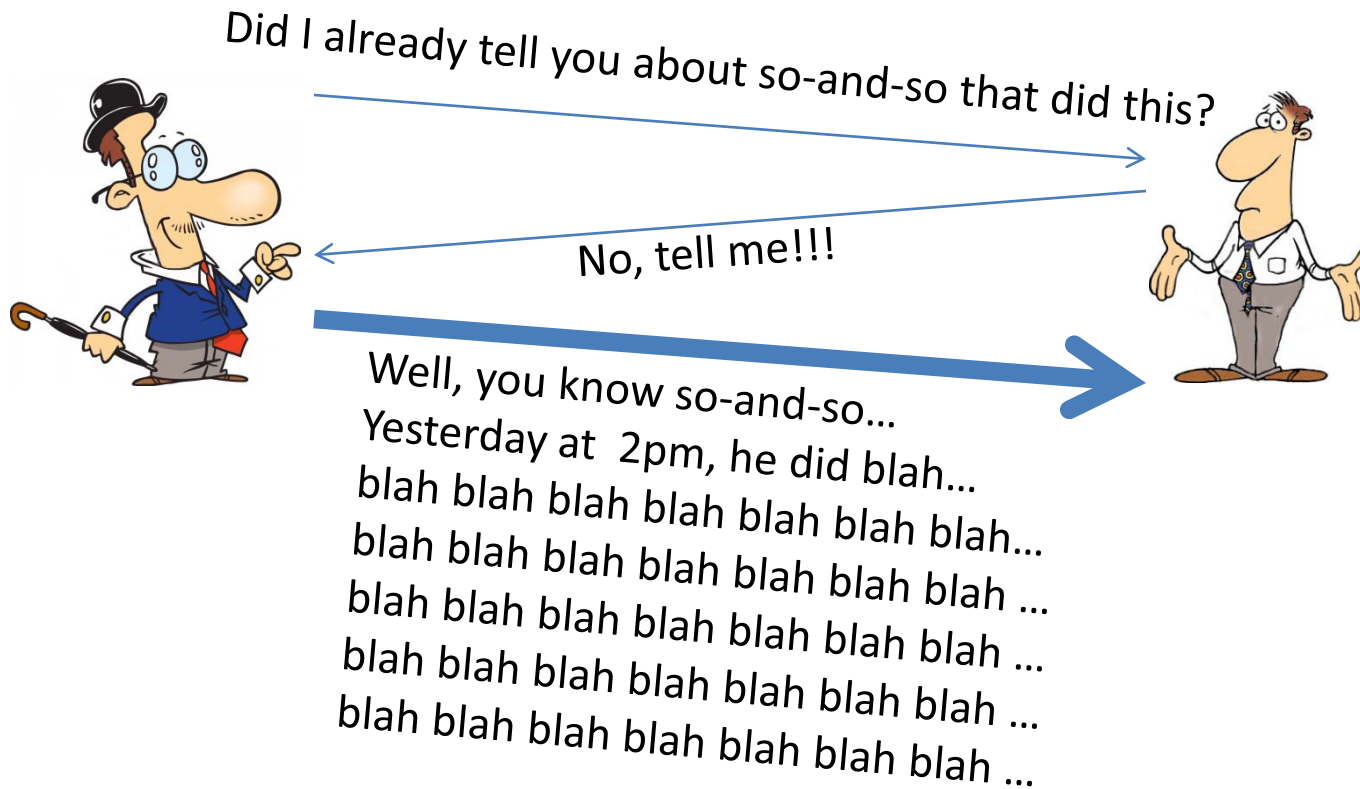 Did I already tell you about so-and-so that did this?
No, tell me!!!
Well, you know so-and-so…
Yesterday at  2pm, he did blah…
blah blah blah blah blah blah blah…
blah blah blah blah blah blah blah …
blah blah blah blah blah blah blah …
blah blah blah blah blah blah blah …
blah blah blah blah blah blah blah …